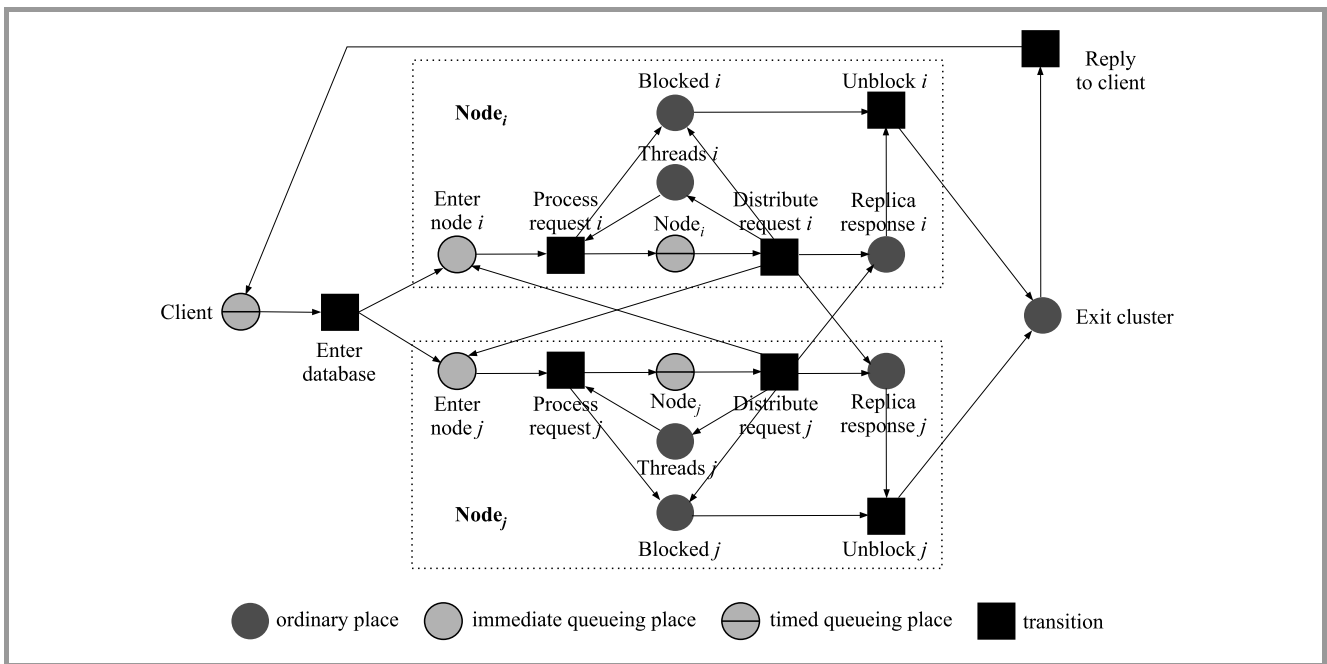 Reply
to client
Blocked i
Unblock i
Node_i
Threads i
Enter
node i
Process
request i
Node_i
Distribute
request i
Replica
response i
Client
Enter
database
Exit cluster
Enter
node j
Process
request j
Node_j
Distribute
request j
Replica
response j
Threads j
Node_j
Blocked j
Unblock j
ordinary place
immediate queueing place
timed queueing place
transition